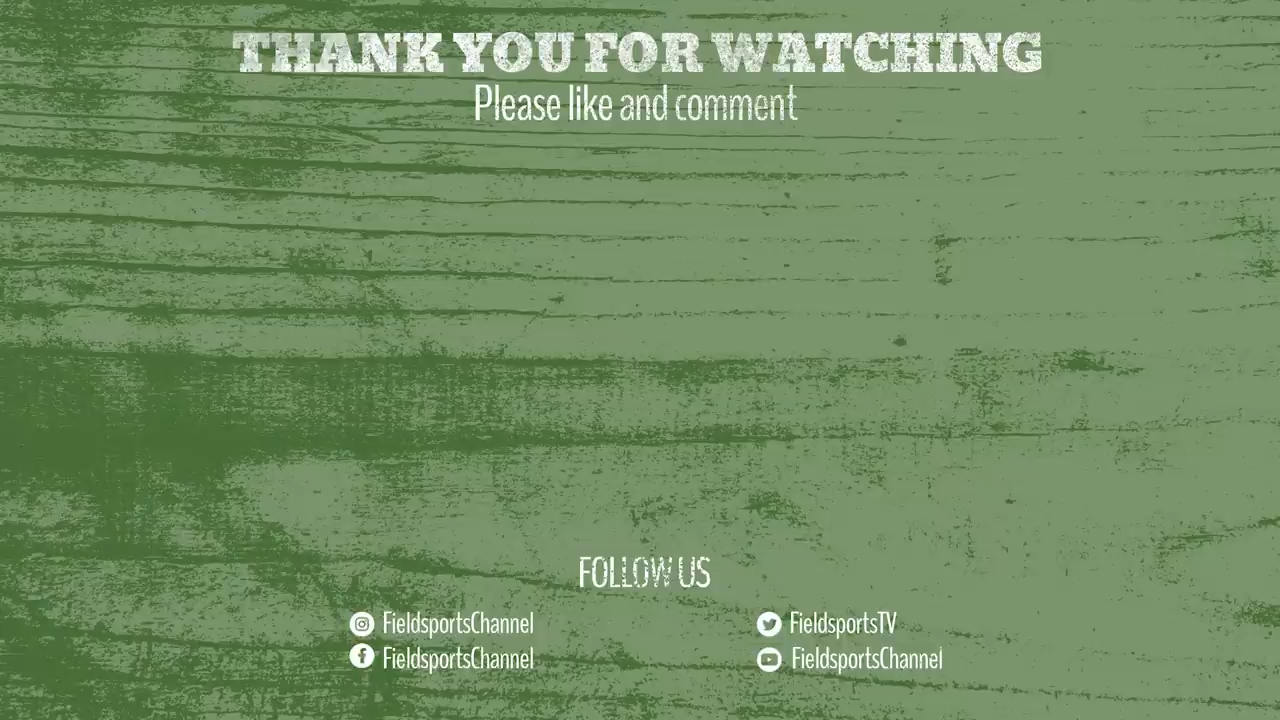 THANK YOU FOR WATCHING
Please like and comment
FOLLOW US
FieldsportsChannel
FieldsportsTV
FieldsportsChannel
FieldsportsChannel